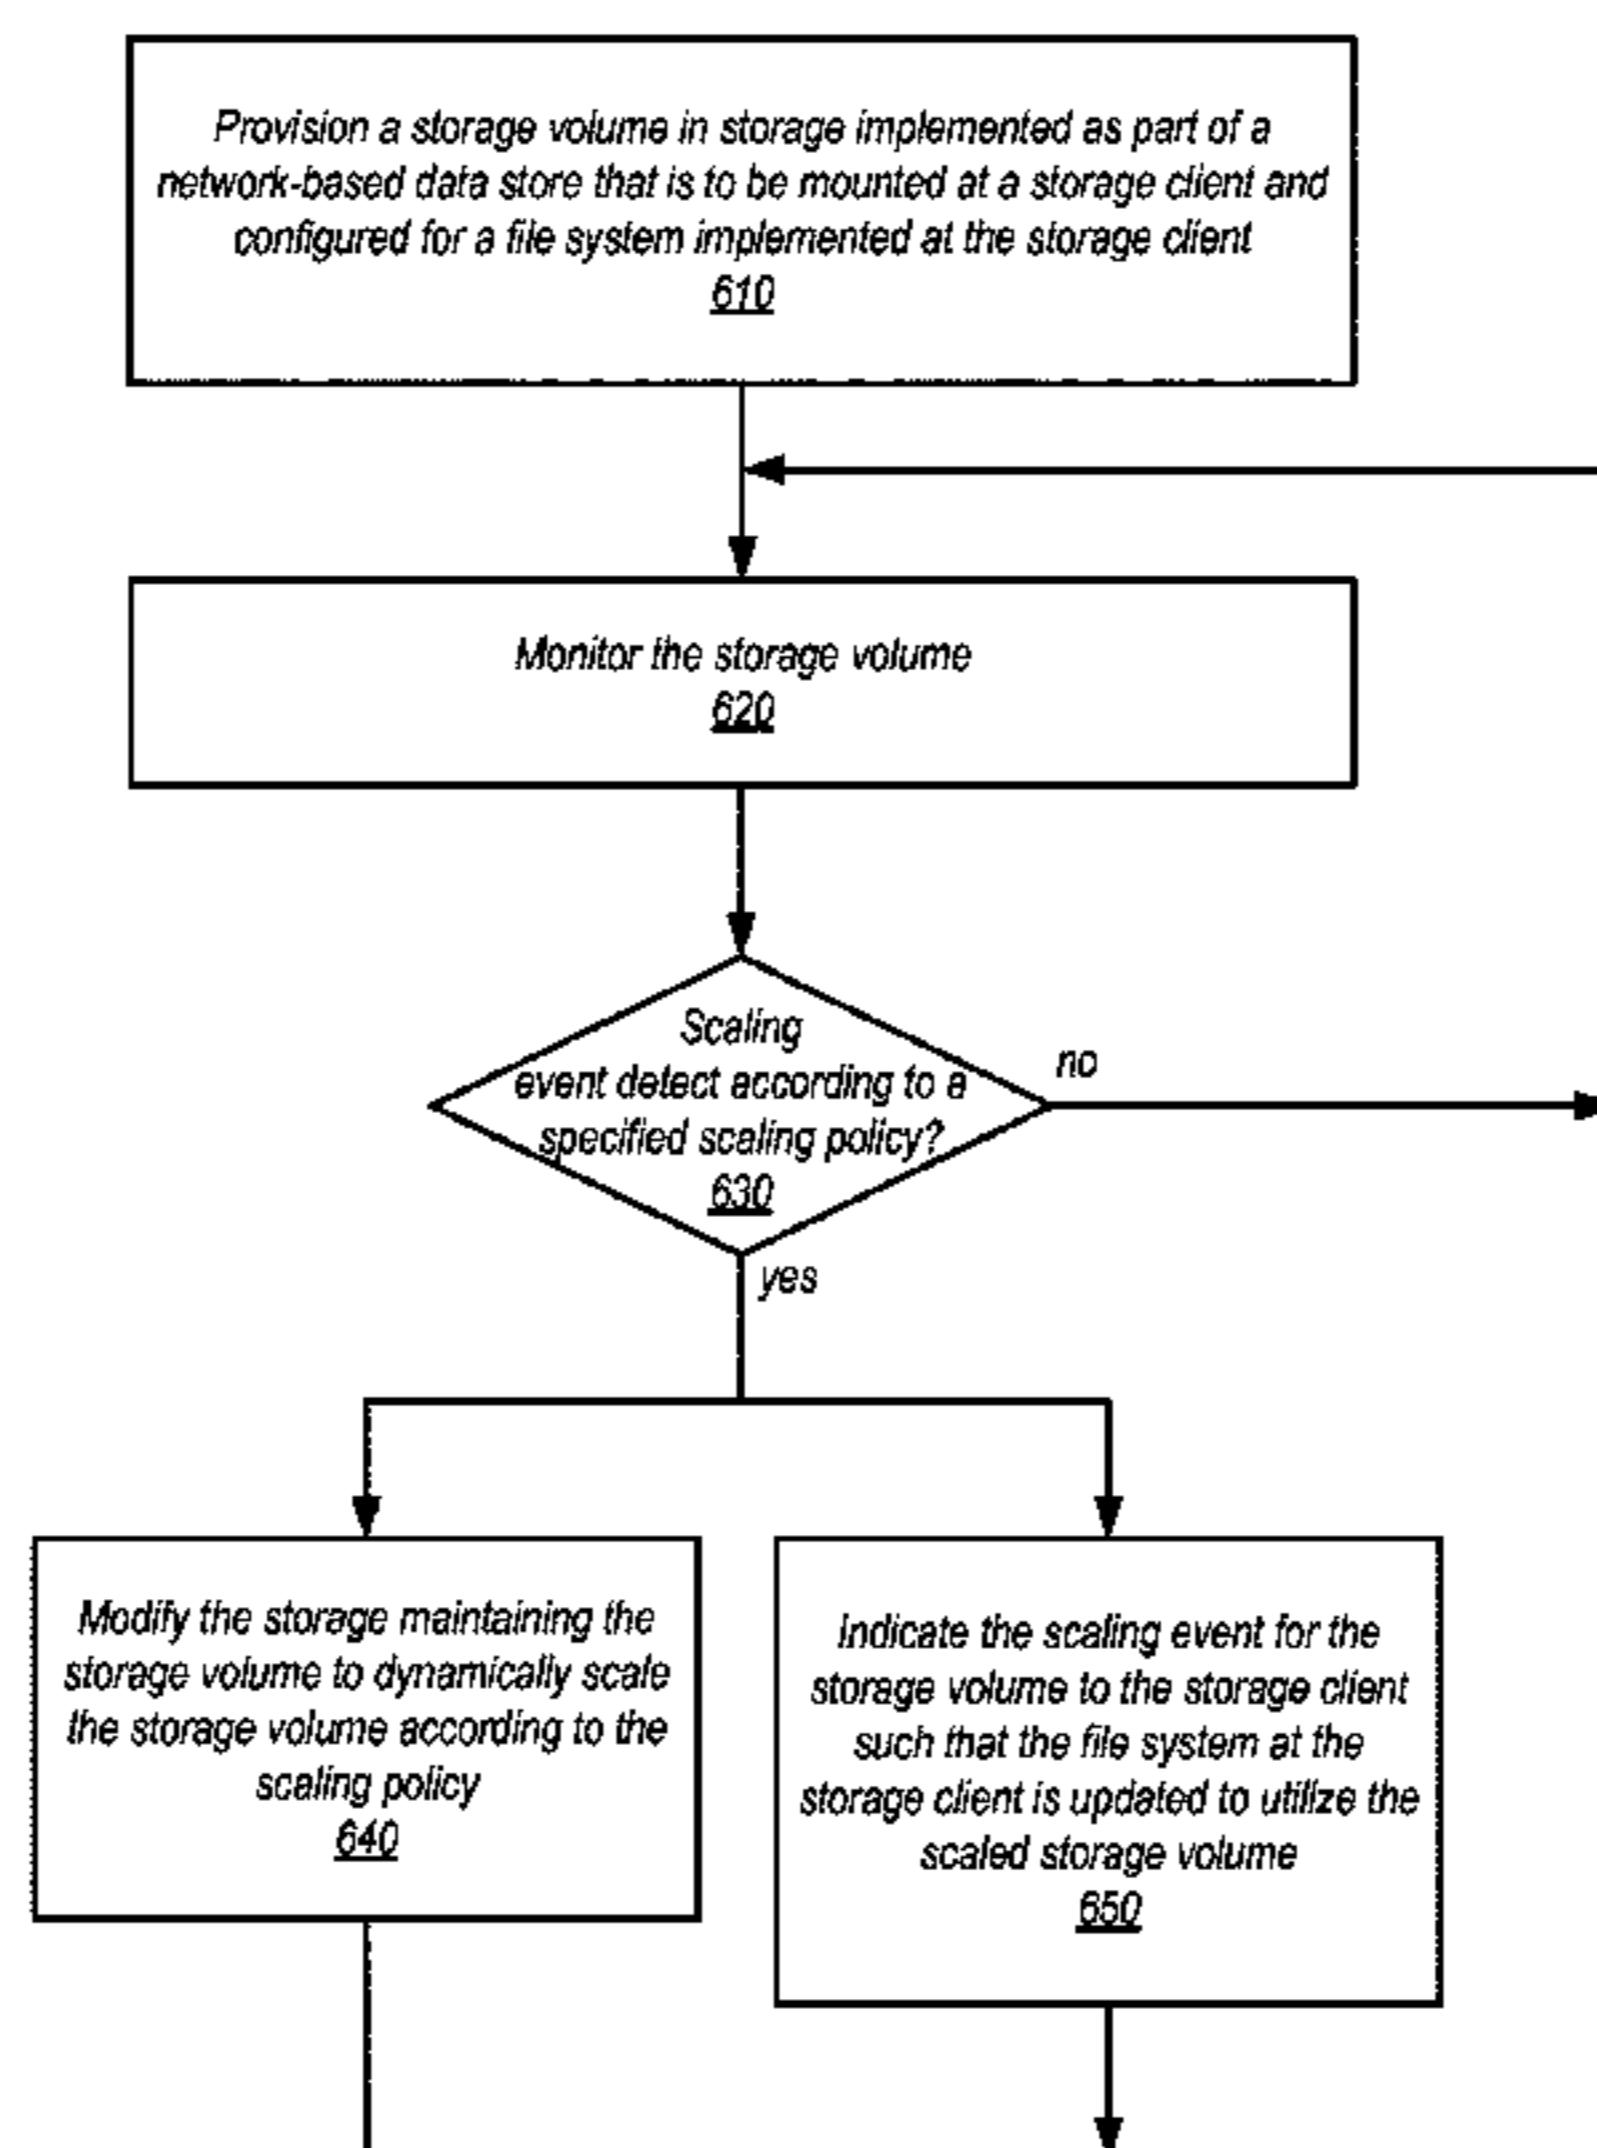 Provision a storage volume in storage implemented as part of a
network-based data store that is to be mounted at a storage client and
configured for a file system implemented at the storage client
610
Monitor the storage volume
620
Scaling
event detect according to a
specified scaling policy?
630
no
yes
Modify the storage maintaining the
storage volume to dynamically scale
the storage volume according to the
scaling policy
640
Indicate the scaling event for the
storage volume to the storage client
such that the file system at the
storage client is updated to utilize the
scaled storage volume
650